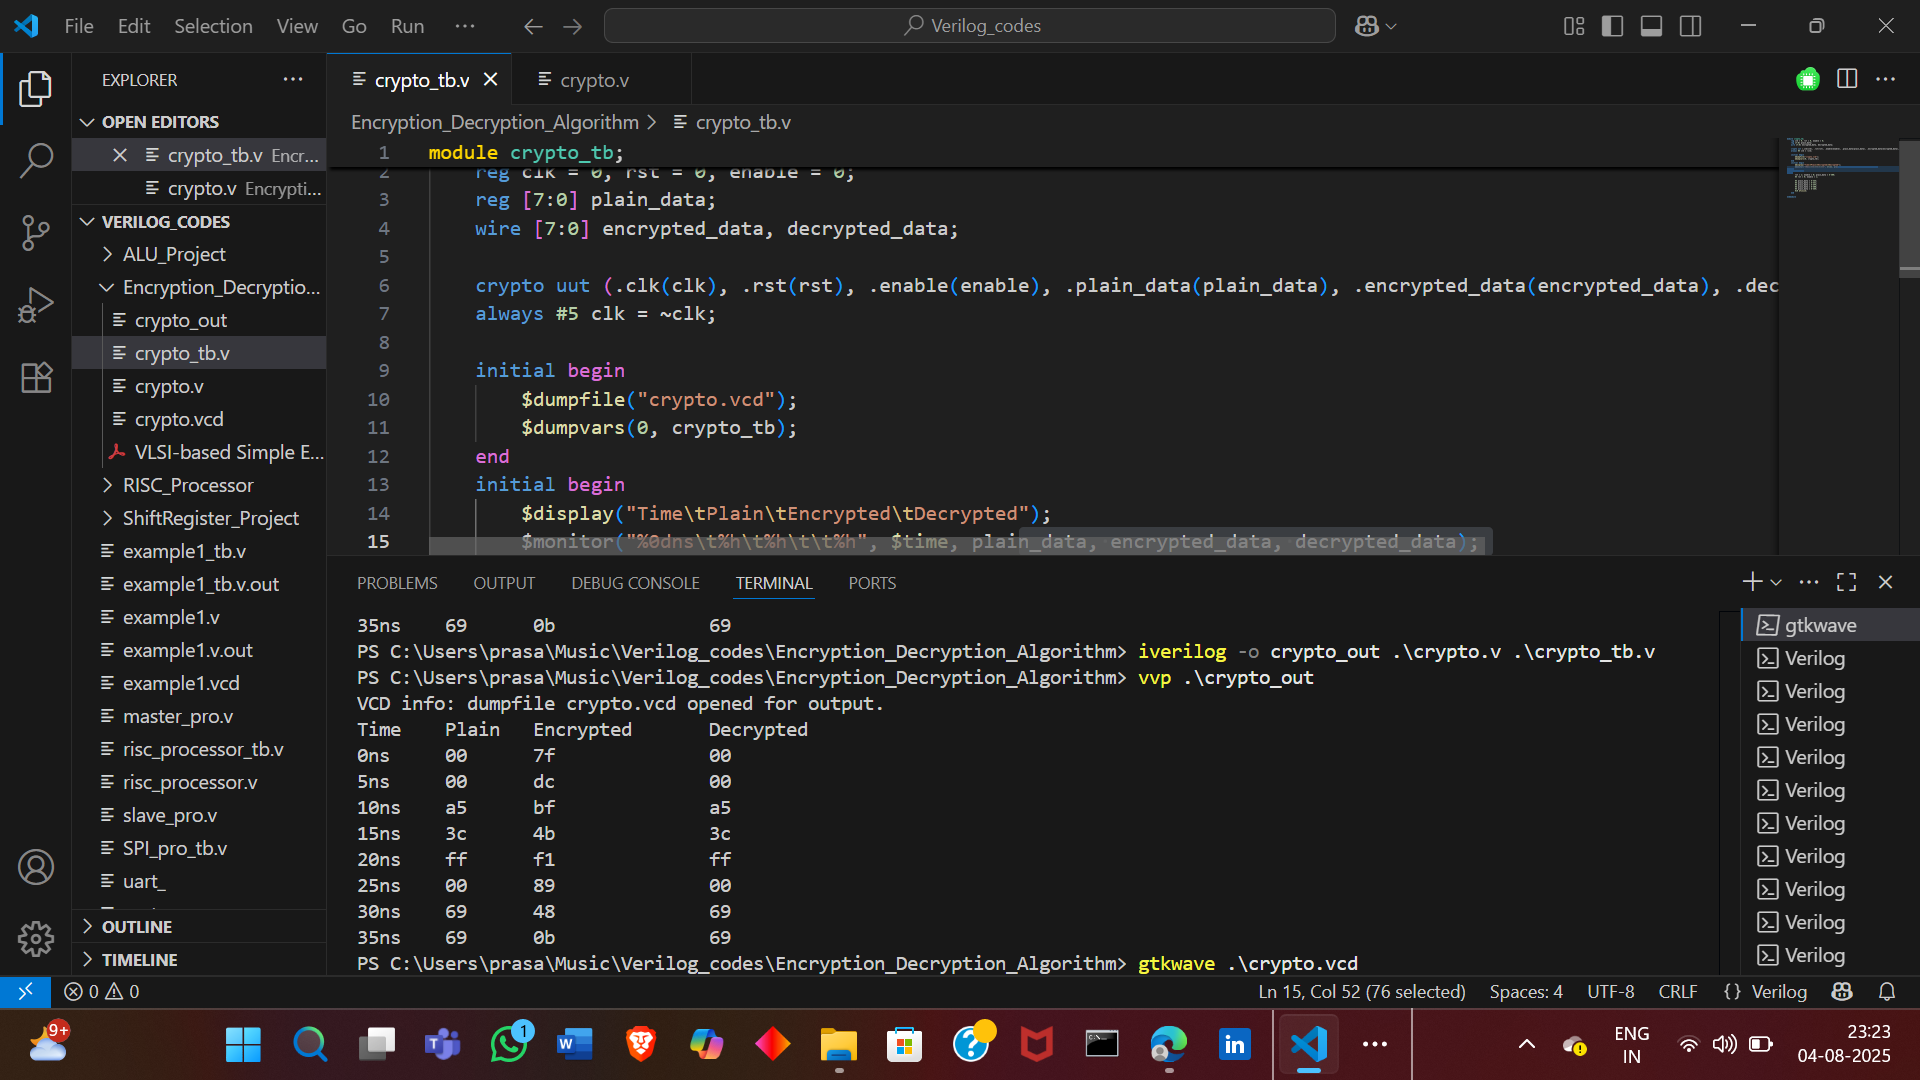 File Edit Selection View Go Run ···
Verilog_codes
EXPLORER
OPEN EDITORS
crypto_tb.v Encr...
crypto.v Encrypti...
VERILOG_CODES
ALU_Project
Encryption_Decryptio...
crypto_out
crypto_tb.v
crypto.v
crypto.vcd
VLSI-based Simple E...
RISC_Processor
ShiftRegister_Project
example1_tb.v
example1_tb.v.out
example1.v
example1.v.out
example1.vcd
master_pro.v
risc_processor_tb.v
risc_processor.v
slave_pro.v
SPI_pro_tb.v
uart_
OUTLINE
TIMELINE
crypto_tb.v
crypto.v
Encryption_Decryption_Algorithm > crypto_tb.v
1 module crypto_tb;
2 reg clk = 0, rst = 0, enable = 0;
3 reg [7:0] plain_data;
4 wire [7:0] encrypted_data, decrypted_data;
5
6 crypto uut (.clk(clk), .rst(rst), .enable(enable), .plain_data(plain_data), .encrypted_data(encrypted_data), .dec
7 always #5 clk = ~clk;
8
9 initial begin
10 $dumpfile("crypto.vcd");
11 $dumpvars(0, crypto_tb);
12 end
13 initial begin
14 $display("Time\tPlain\tEncrypted\tDecrypted");
15 $monitor("%0dns\t%h\t%h\t\t%h", $time, plain_data, encrypted_data, decrypted_data);
PROBLEMS OUTPUT DEBUG CONSOLE TERMINAL PORTS
35ns 69 0b 69
PS C:\Users\prasa\Music\Verilog_codes\Encryption_Decryption_Algorithm> iverilog -o crypto_out .\crypto.v .\crypto_tb.v
PS C:\Users\prasa\Music\Verilog_codes\Encryption_Decryption_Algorithm> vvp .\crypto_out
VCD info: dumpfile crypto.vcd opened for output.
Time Plain Encrypted Decrypted
0ns 00 7f 00
5ns 00 dc 00
10ns a5 bf a5
15ns 3c 4b 3c
20ns ff f1 ff
25ns 00 89 00
30ns 69 48 69
35ns 69 0b 69
PS C:\Users\prasa\Music\Verilog_codes\Encryption_Decryption_Algorithm> gtkwave .\crypto.vcd
gtkwave
Verilog
Verilog
Verilog
Verilog
Verilog
Verilog
Verilog
Verilog
Verilog
Verilog
0 0
Ln 15, Col 52 (76 selected) Spaces: 4 UTF-8 CRLF {} Verilog
9+
1
ENG
IN
23:23
04-08-2025